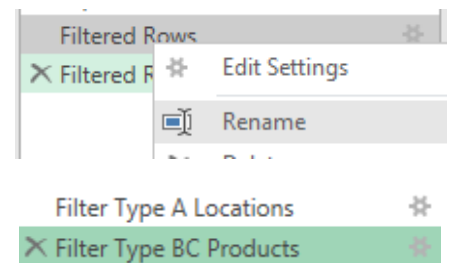 Filtered Rows
Filtered R
Edit Settings
Rename
Filter Type A Locations
Filter Type BC Products